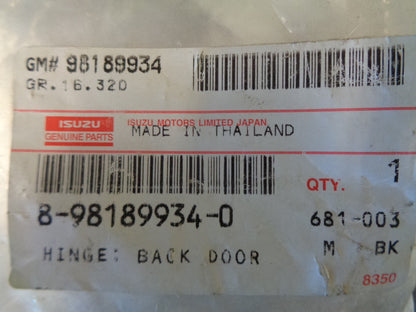 GM# 98189934
GR.16.320
ISUZU
GENUINE PARTS
ISUZU MOTORS LIMITED JAPAN
MADE IN THAILAND
QTY. 1
8-98189934-0
681-003
HINGE: BACK DOOR
M BK
8350